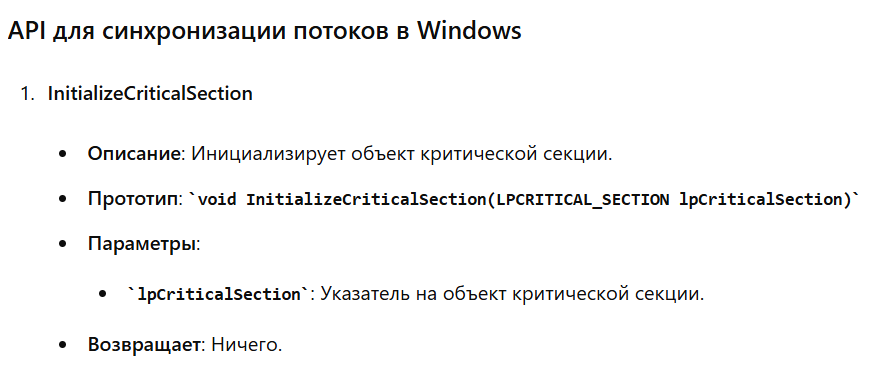 API для синхронизации потоков в Windows
1. InitializeCriticalSection
• Описание: Инициализирует объект критической секции.
• Прототип: `void InitializeCriticalSection(LPCRITICAL_SECTION lpCriticalSection)`
• Параметры:
• `lpCriticalSection`: Указатель на объект критической секции.
• Возвращает: Ничего.